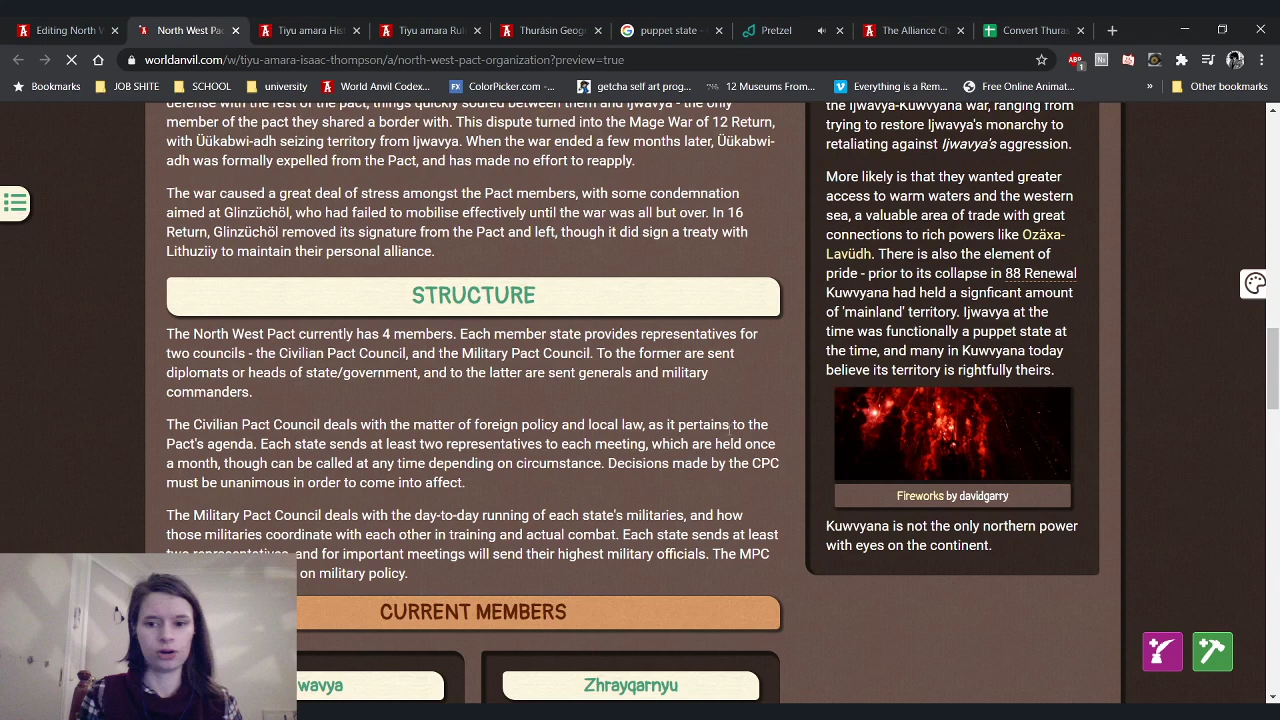 Editing North W
North West Pac
Tiyu amara His
Tiyu amara Rul
Thurásin Geog
puppet state -
Pretzel
The Alliance Ch
Convert Thuras
worldanvil.com/w/tiyu-amara-isaac-thompson/a/north-west-pact-organization?preview=true
Bookmarks
JOB SHITE
SCHOOL
university
World Anvil Codex...
ColorPicker.com -...
getcha self art prog...
12 Museums From...
Everything is a Rem...
Free Online Animat...
»
Other bookmarks
defense with the rest of the pact, things quickly soured between them and Ijwavya - the only
member of the pact they shared a border with. This dispute turned into the Mage War of 12 Return,
with Üükabwi-adh seizing territory from Ijwavya. When the war ended a few months later, Üükabwi-
adh was formally expelled from the Pact, and has made no effort to reapply.
The war caused a great deal of stress amongst the Pact members, with some condemnation
aimed at Glinzüchöl, who had failed to mobilise effectively until the war was all but over. In 16
Return, Glinzüchöl removed its signature from the Pact and left, though it did sign a treaty with
Lithuziiy to maintain their personal alliance.
STRUCTURE
The North West Pact currently has 4 members. Each member state provides representatives for
two councils - the Civilian Pact Council, and the Military Pact Council. To the former are sent
diplomats or heads of state/government, and to the latter are sent generals and military
commanders.
The Civilian Pact Council deals with the matter of foreign policy and local law, as it pertains to the
Pact's agenda. Each state sends at least two representatives to each meeting, which are held once
a month, though can be called at any time depending on circumstance. Decisions made by the CPC
must be unanimous in order to come into affect.
The Military Pact Council deals with the day-to-day running of each state's militaries, and how
those militaries coordinate with each other in training and actual combat. Each state sends at least
two representatives, and for important meetings will send their highest military officials. The MPC
on military policy.
CURRENT MEMBERS
wavya
Zhrayqarnyu
the Ijwavya-Kuwvyana war, ranging from
trying to restore Ijwavya's monarchy to
retaliating against Ijwavya's aggression.
More likely is that they wanted greater
access to warm waters and the western
sea, a valuable area of trade with great
connections to rich powers like Ozäxa-
Lavüdh. There is also the element of
pride - prior to its collapse in 88 Renewal
Kuwvyana had held a signficant amount
of 'mainland' territory. Ijwavya at the
time was functionally a puppet state at
the time, and many in Kuwvyana today
believe its territory is rightfully theirs.
Fireworks by davidgarry
Kuwvyana is not the only northern power
with eyes on the continent.